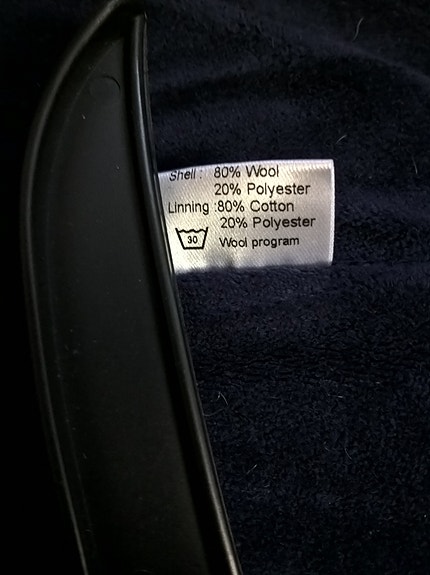 Shell : 80% Wool
20% Polyester
Linning :80% Cotton
20% Polyester
30 Wool program